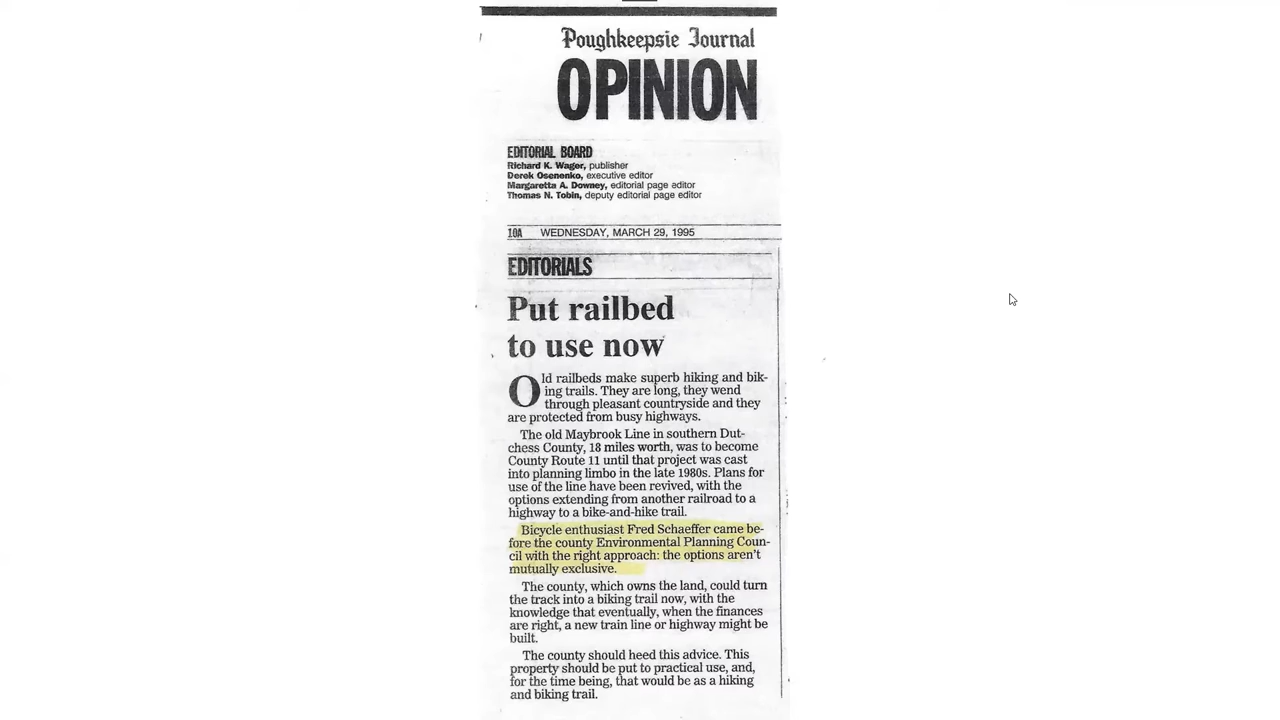 Poughkeepsie Journal
OPINION
EDITORIAL BOARD
Richard K. Wager, publisher
Derek Osenenko, executive editor
Margaretta A. Downey, editorial page editor
Thomas N. Tobin, deputy editorial page editor
10A WEDNESDAY, MARCH 29, 1995
EDITORIALS
Put railbed
to use now
Old railbeds make superb hiking and bik-
ing trails. They are long, they wend
through pleasant countryside and they
are protected from busy highways.
The old Maybrook Line in southern Dut-
chess County, 18 miles worth, was to become
County Route 11 until that project was cast
into planning limbo in the late 1980s. Plans for
use of the line have been revived, with the
options extending from another railroad to a
highway to a bike-and-hike trail.
Bicycle enthusiast Fred Schaeffer came be-
fore the county Environmental Planning Coun-
cil with the right approach: the options aren't
mutually exclusive.
The county, which owns the land, could turn
the track into a biking trail now, with the
knowledge that eventually, when the finances
are right, a new train line or highway might be
built.
The county should heed this advice. This
property should be put to practical use, and,
for the time being, that would be as a hiking
and biking trail.